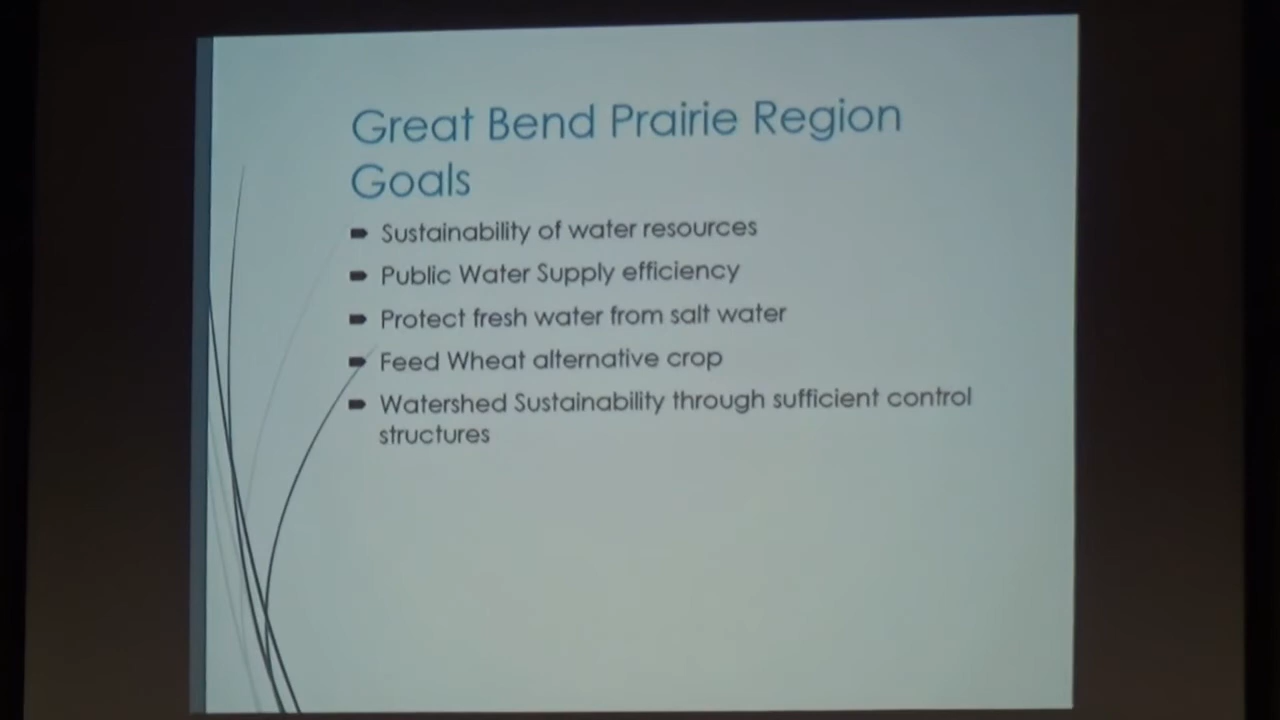 Great Bend Prairie Region
Goals
Sustainability of water resources
Public Water Supply efficiency
Protect fresh water from salt water
Feed Wheat alternative crop
Watershed Sustainability through sufficient control
structures